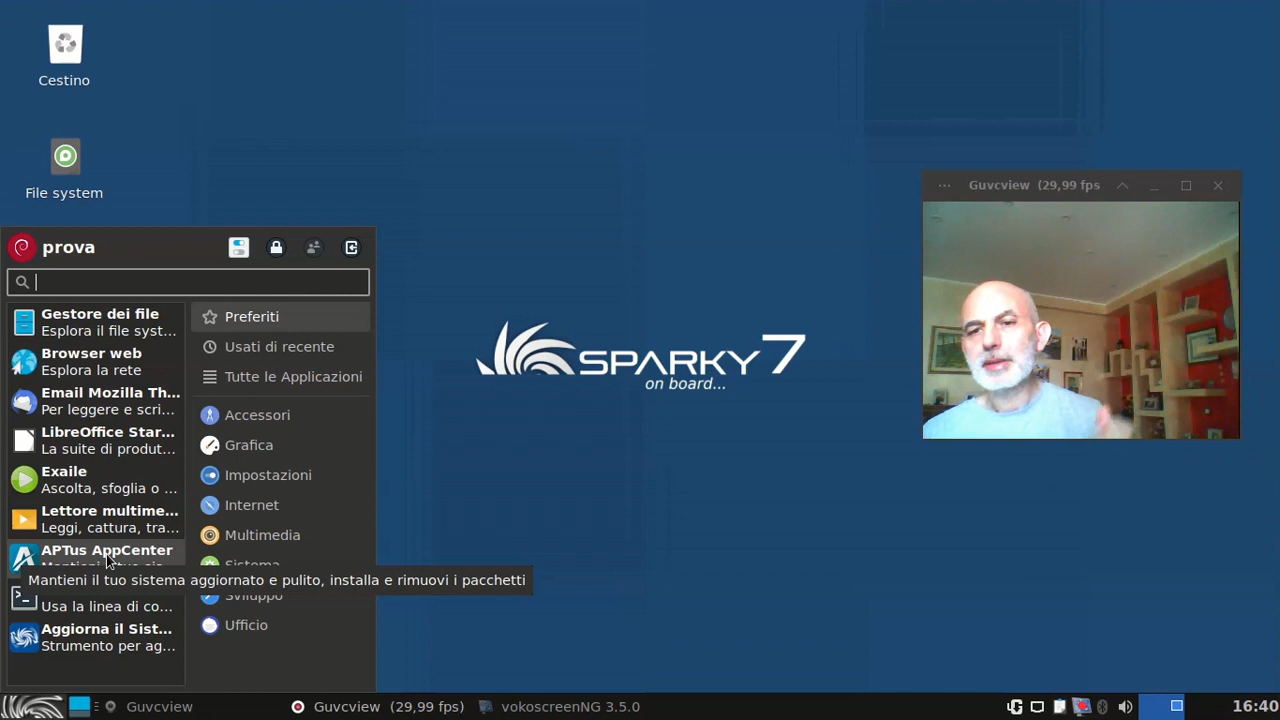 Cestino
File system
prova
Gestore dei file
Esplora il file syst...
Browser web
Esplora la rete
Email Mozilla Th...
Per leggere e scri...
LibreOffice Star...
La suite di produt...
Exaile
Ascolta, sfoglia o ...
Lettore multime...
Leggi, cattura, tra...
APTus AppCenter
Mantieni il tuo sistema aggiornato e pulito, installa e rimuovi i pacchetti
Usa la linea di co...
Aggiorna il Sist...
Strumento per ag...
Preferiti
Usati di recente
Tutte le Applicazioni
Accessori
Grafica
Impostazioni
Internet
Multimedia
Sistema
Sviluppo
Ufficio
SPARKY 7
on board...
Guvcview (29,99 fps
Guvcview
Guvcview (29,99 fps)
vokoscreenNG 3.5.0
16:40